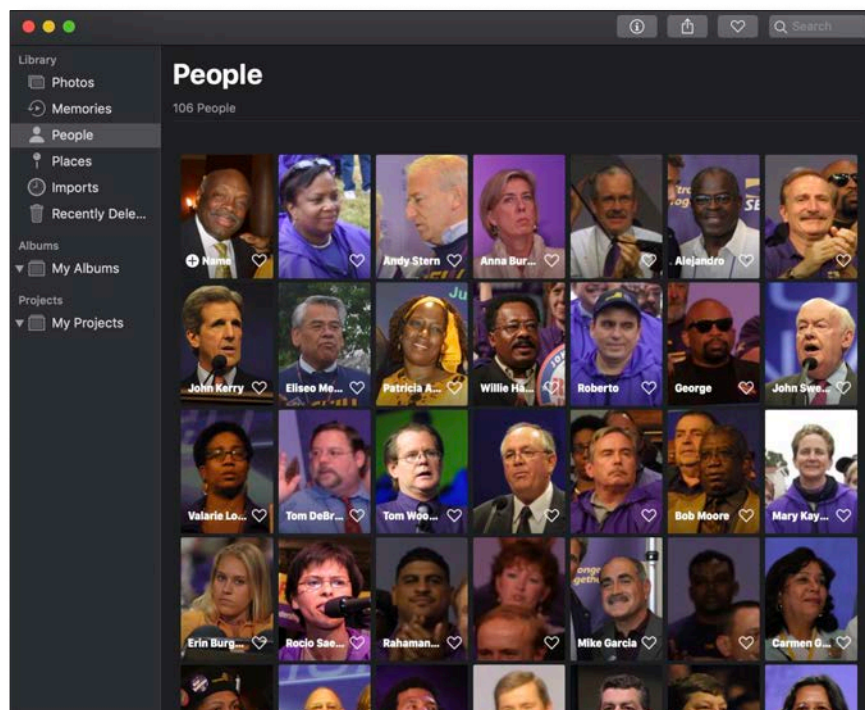 Search
Library
Photos
Memories
People
Places
Imports
Recently Dele...
Albums
My Albums
Projects
My Projects
People
106 People
Name
Andy Stern
Anna Bur...
Alejandro
John Kerry
Eliseo Me...
Patricia A...
Willie Ha...
Roberto
George
John Swe...
Valarie Lo...
Tom DeBr...
Tom Woo...
Bob Moore
Mary Kay...
Erin Burg...
Rocio Sae...
Rahaman...
Mike Garcia
Carmen G...